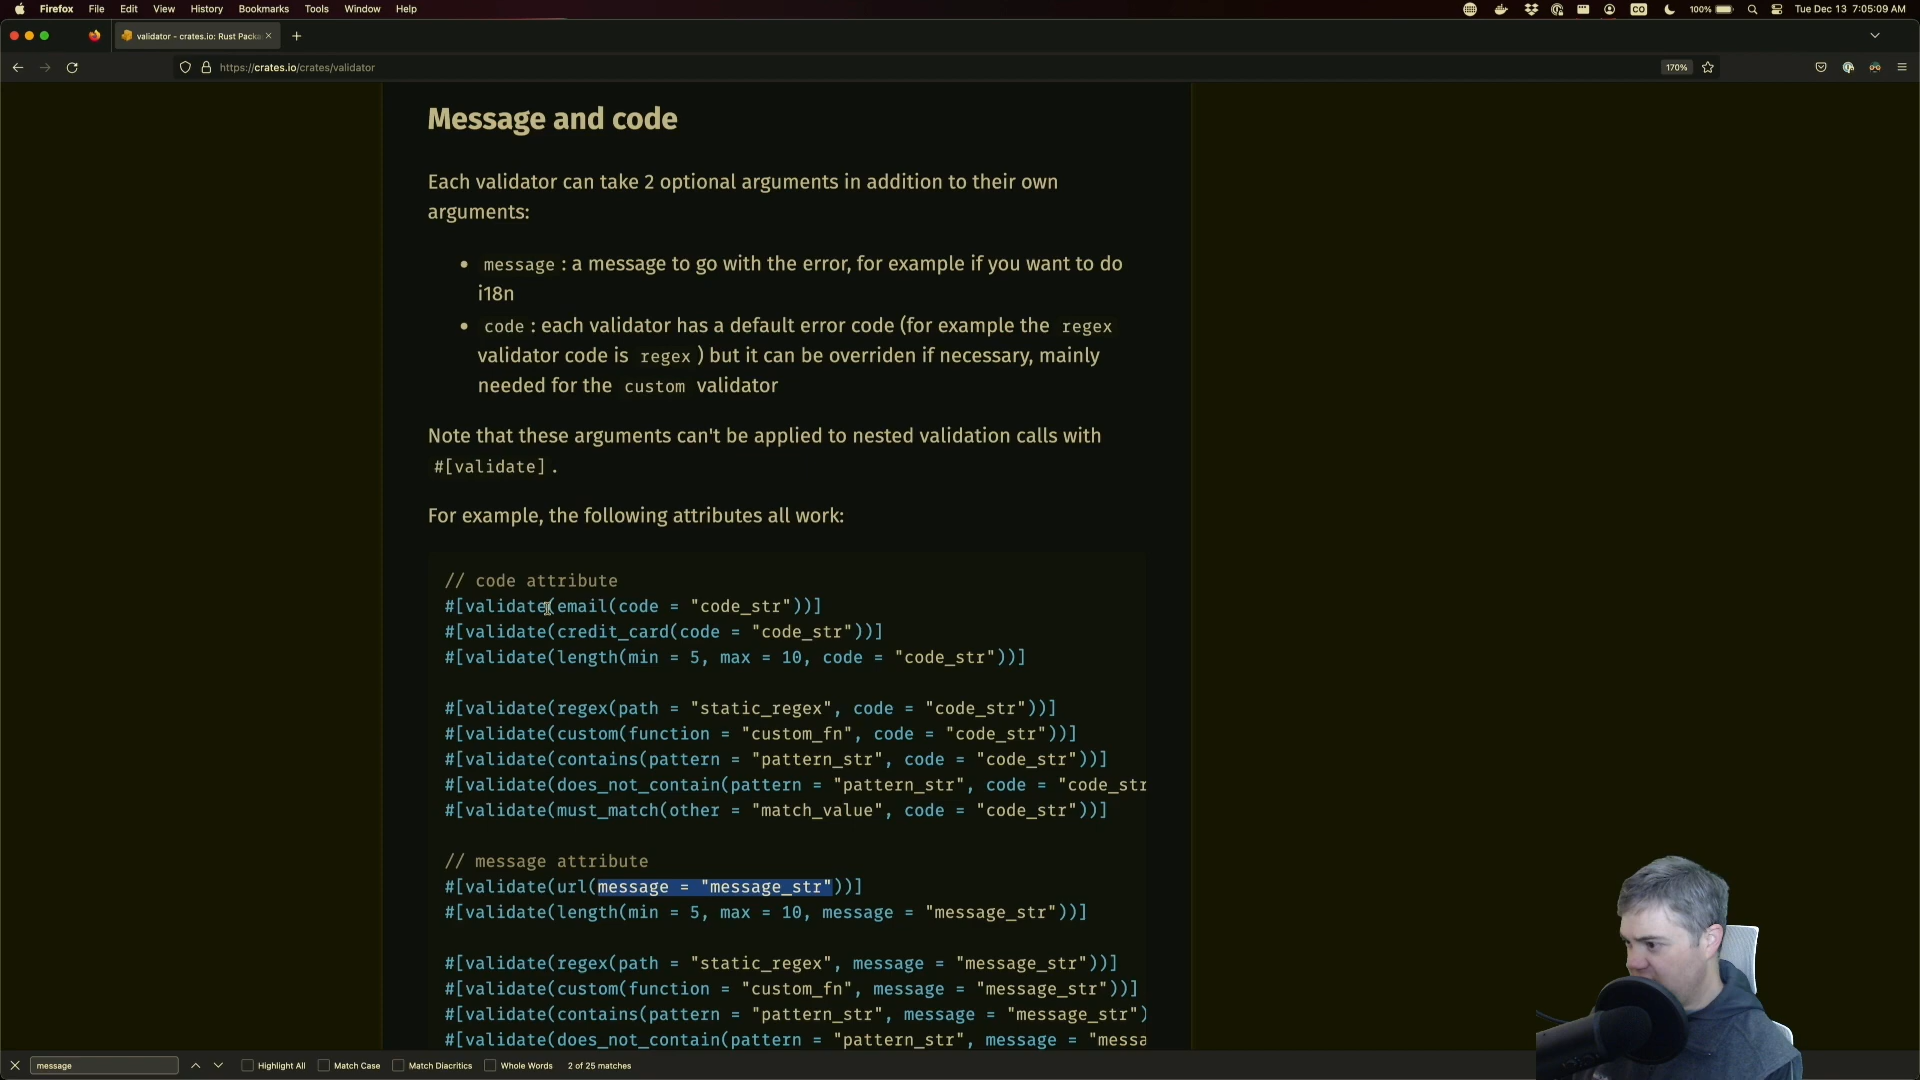 Firefox File Edit View History Bookmarks Tools Window Help 100% Tue Dec 13 7:05:09 AM
validator - crates.io: Rust Packa
https://crates.io/crates/validator 170%
Message and code
Each validator can take 2 optional arguments in addition to their own
arguments:
• message : a message to go with the error, for example if you want to do
i18n
• code : each validator has a default error code (for example the regex
validator code is regex ) but it can be overriden if necessary, mainly
needed for the custom validator
Note that these arguments can't be applied to nested validation calls with
#[validate] .
For example, the following attributes all work:
// code attribute
#[validate(email(code = "code_str"))]
#[validate(credit_card(code = "code_str"))]
#[validate(length(min = 5, max = 10, code = "code_str"))]
#[validate(regex(path = "static_regex", code = "code_str"))]
#[validate(custom(function = "custom_fn", code = "code_str"))]
#[validate(contains(pattern = "pattern_str", code = "code_str"))]
#[validate(does_not_contain(pattern = "pattern_str", code = "code_str
#[validate(must_match(other = "match_value", code = "code_str"))]
// message attribute
#[validate(url(message = "message_str"))]
#[validate(length(min = 5, max = 10, message = "message_str"))]
#[validate(regex(path = "static_regex", message = "message_str"))]
#[validate(custom(function = "custom_fn", message = "message_str"))]
#[validate(contains(pattern = "pattern_str", message = "message_str")
#[validate(does_not_contain(pattern = "pattern_str", message = "messa
message Highlight All Match Case Match Diacritics Whole Words 2 of 25 matches